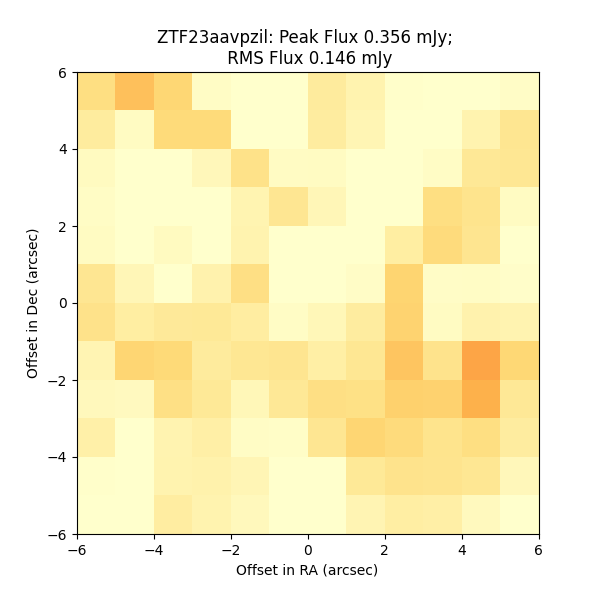 ZTF23aavpzil: Peak Flux 0.356 mJy;
RMS Flux 0.146 mJy
6
4
2
0
−2
−4
−6
Offset in Dec (arcsec)
−6 −4 −2 0 2 4 6
Offset in RA (arcsec)